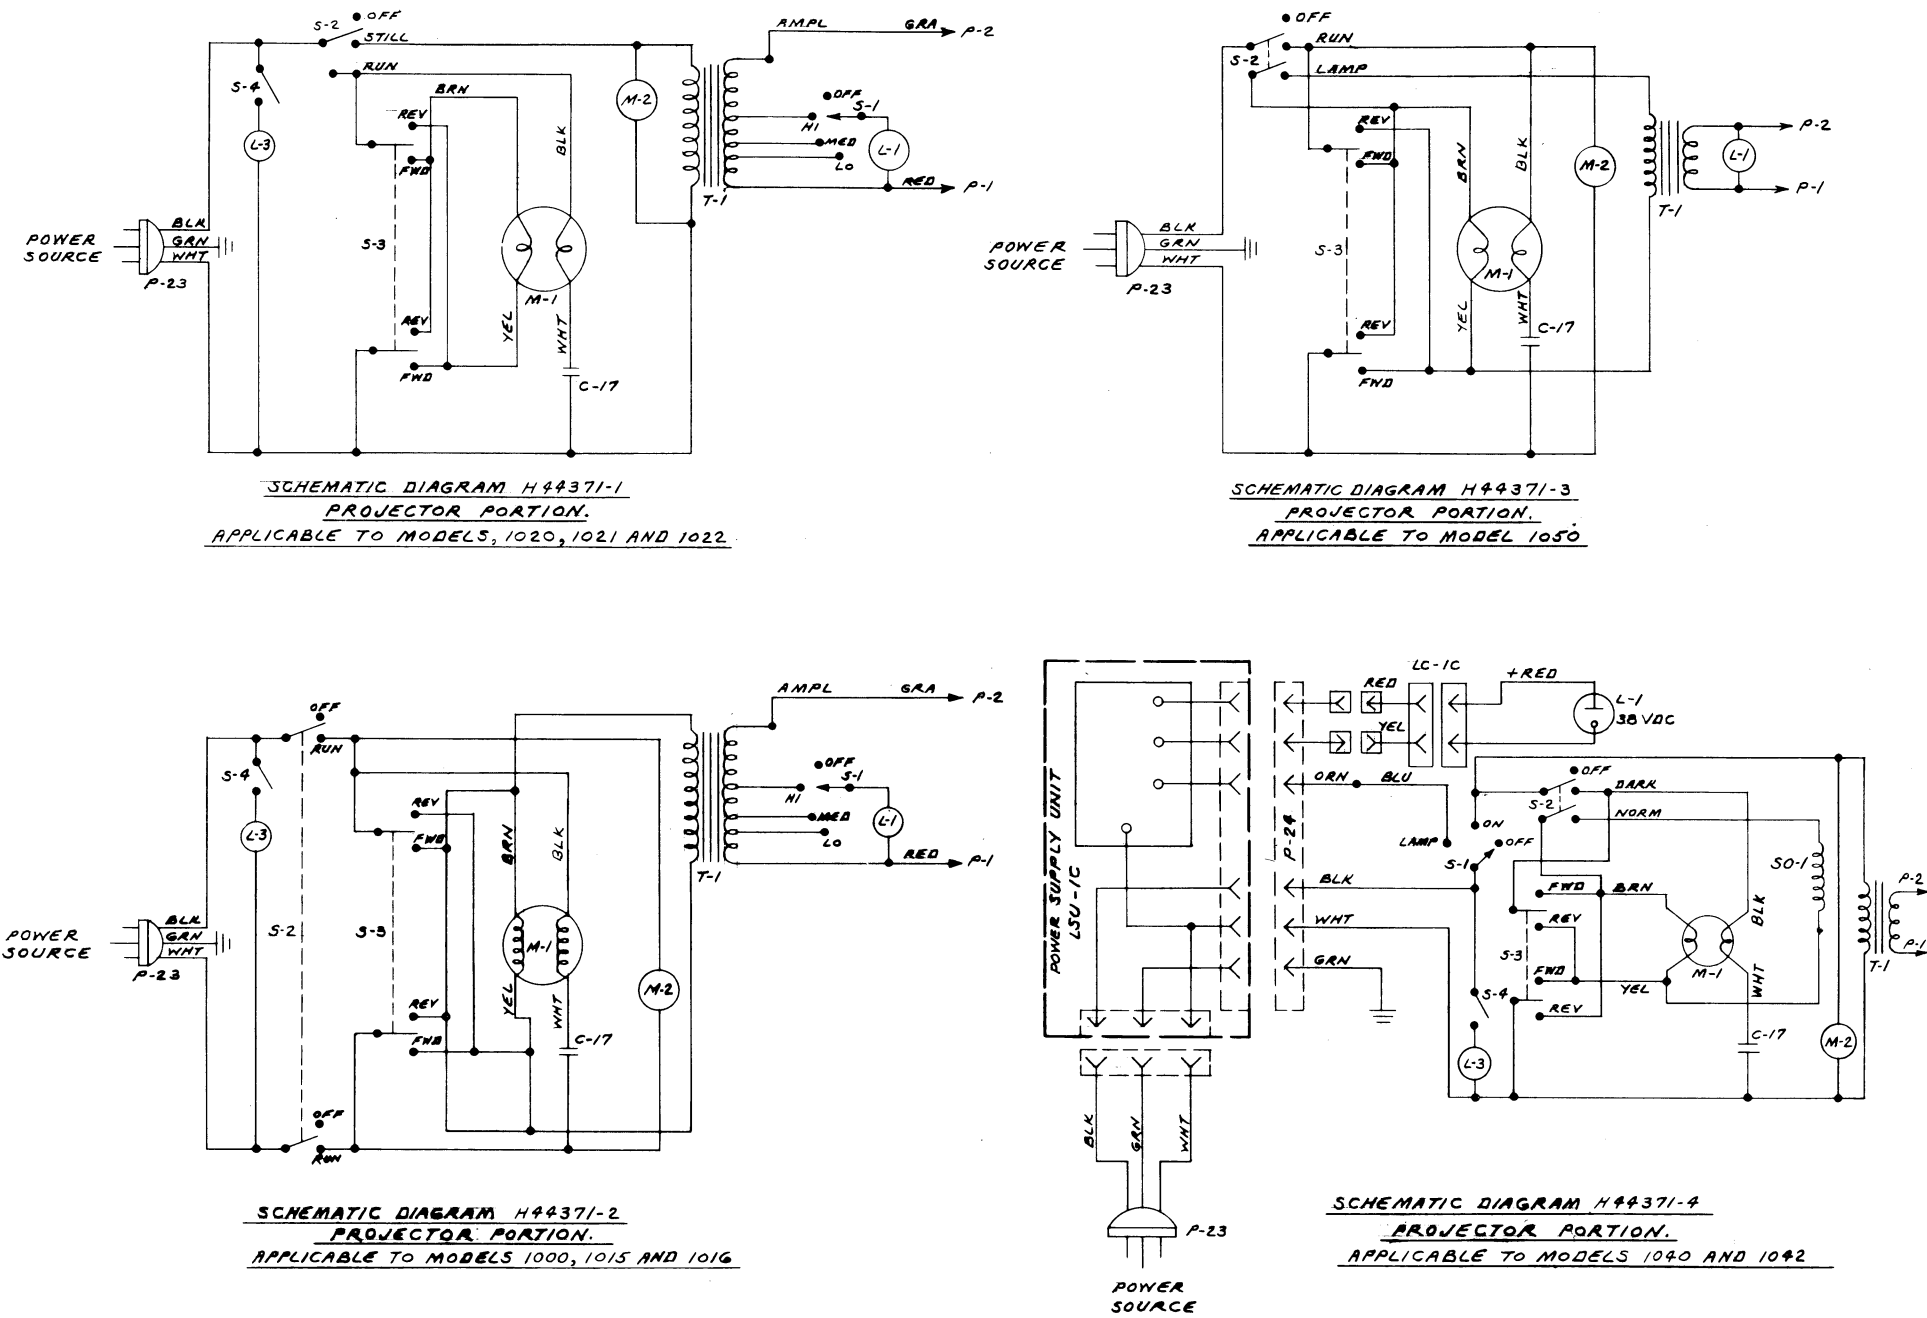 S-2
OFF
STILL
RUN
S-4
L-3
BRN
REV
FWD
BLK
S-3
REV
FWD
YEL
WHT
M-1
C-17
M-2
T-1
AMPL
GRA
P-2
OFF
S-1
HI
MED
LO
L-1
RED
P-1
BLK
GRN
WHT
POWER
SOURCE
P-23
SCHEMATIC DIAGRAM H44371-1
PROJECTOR PORTION.
APPLICABLE TO MODELS, 1020, 1021 AND 1022
OFF
RUN
S-2
LAMP
REV
FWD
BRN
BLK
M-2
P-2
L-1
P-1
T-1
BLK
GRN
WHT
POWER
SOURCE
P-23
S-3
M-1
REV
FWD
YEL
WHT
C-17
SCHEMATIC DIAGRAM H44371-3
PROJECTOR PORTION.
APPLICABLE TO MODEL 1050
OFF
RUN
S-4
L-3
REV
FWD
BRN
BLK
AMPL
GRA
P-2
OFF
S-1
HI
MED
LO
L-1
RED
P-1
T-1
BLK
GRN
WHT
POWER
SOURCE
P-23
S-2
S-3
M-1
M-2
REV
FWD
YEL
WHT
C-17
OFF
RUN
SCHEMATIC DIAGRAM H44371-2
PROJECTOR PORTION.
APPLICABLE TO MODELS 1000, 1015 AND 1016
POWER SUPPLY UNIT
LSU-1C
P-24
RED
YEL
LC-1C
+RED
L-1
38 VDC
ORN
BLU
LAMP
BLK
WHT
GRN
ON
OFF
S-1
OFF
DARK
S-2
NORM
SO-1
FWD
BRN
REV
S-3
FWD
YEL
REV
S-4
L-3
M-1
BLK
WHT
C-17
M-2
T-1
P-2
P-1
BLK
GRN
WHT
P-23
POWER
SOURCE
SCHEMATIC DIAGRAM H44371-4
PROJECTOR PORTION.
APPLICABLE TO MODELS 1040 AND 1042